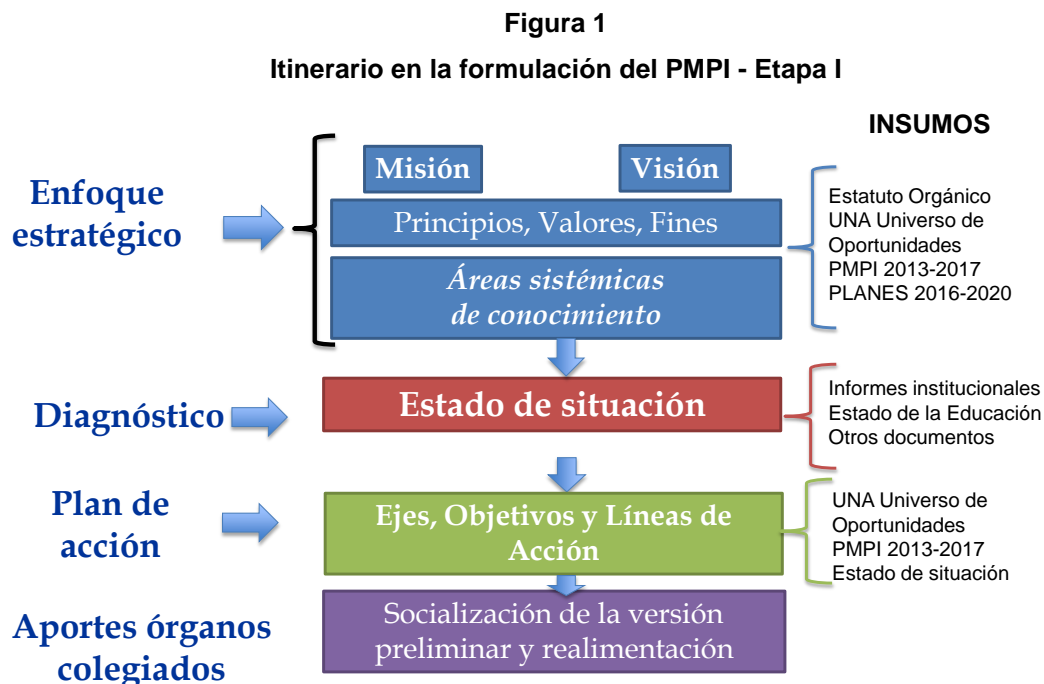 Figura 1
Itinerario en la formulación del PMPI - Etapa I
INSUMOS
Enfoque
estratégico
Misión
Visión
Principios, Valores, Fines
Áreas sistémicas
de conocimiento
Estatuto Orgánico
UNA Universo de
Oportunidades
PMPI 2013-2017
PLANES 2016-2020
Diagnóstico
Estado de situación
Informes institucionales
Estado de la Educación
Otros documentos
Plan de
acción
Ejes, Objetivos y Líneas de
Acción
UNA Universo de
Oportunidades
PMPI 2013-2017
Estado de situación
Aportes órganos
colegiados
Socialización de la versión
preliminar y realimentación